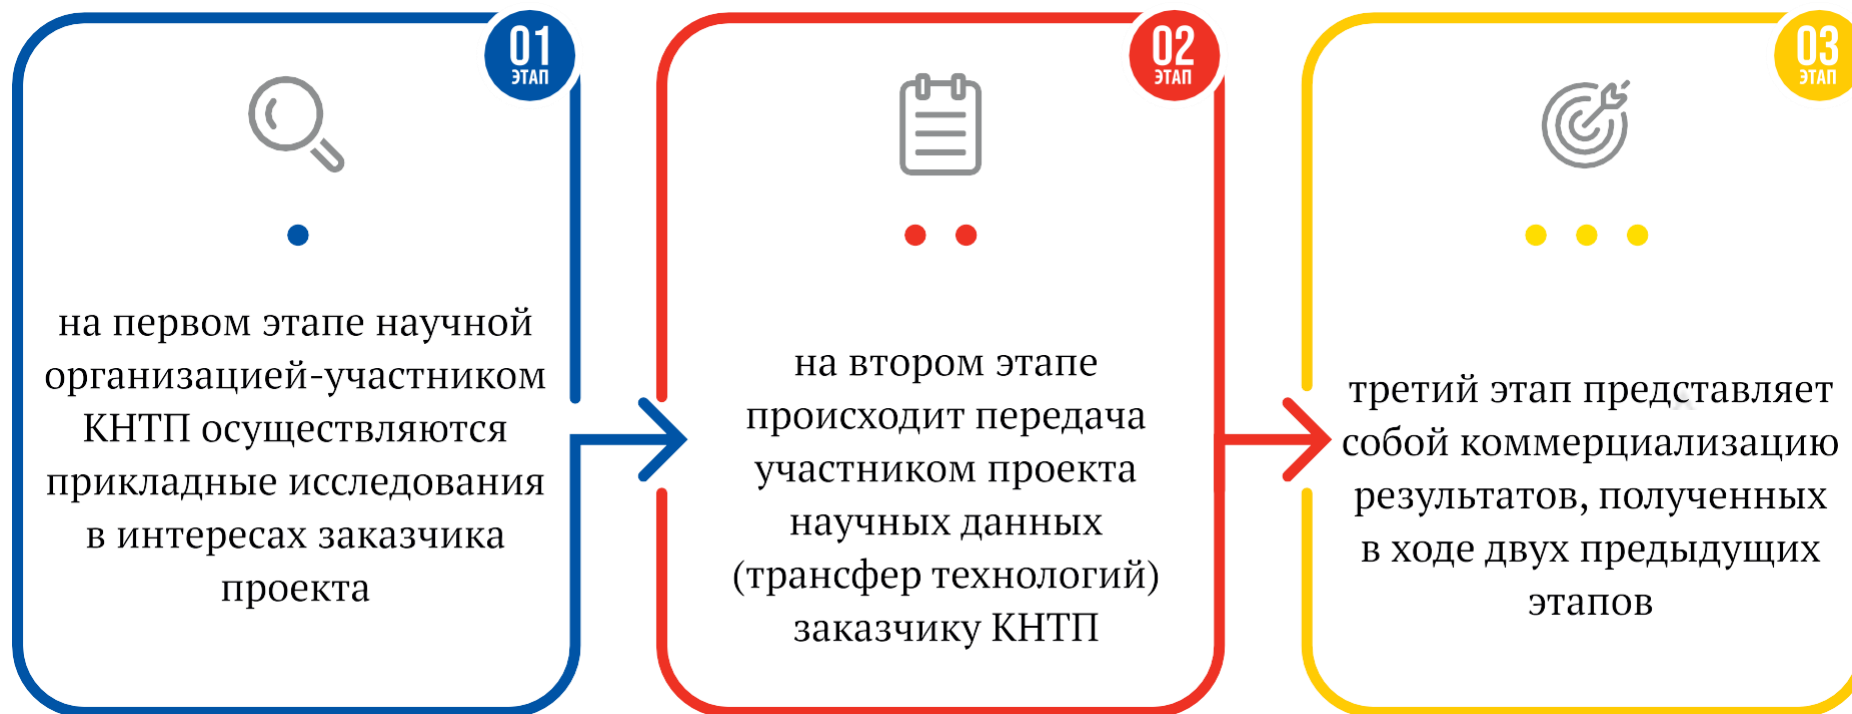 01
ЭТАП
на первом этапе научной
организацией-участником
КНТП осуществляются
прикладные исследования
в интересах заказчика
проекта
02
ЭТАП
на втором этапе
происходит передача
участником проекта
научных данных
(трансфер технологий)
заказчику КНТП
03
ЭТАП
третий этап представляет
собой коммерциализацию
результатов, полученных
в ходе двух предыдущих
этапов